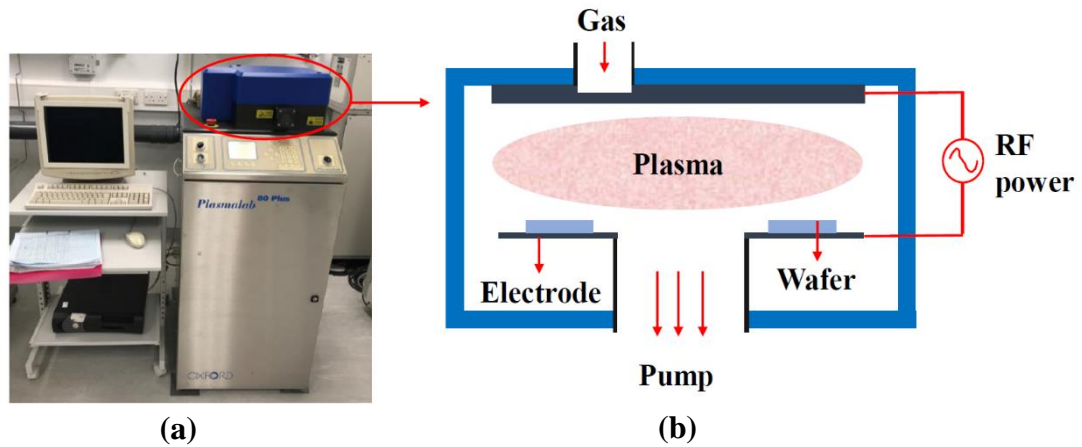 Gas
Plasma
RF
power
Plasmalab 80 Plus
Electrode
Wafer
Pump
OXFORD
(a)
(b)